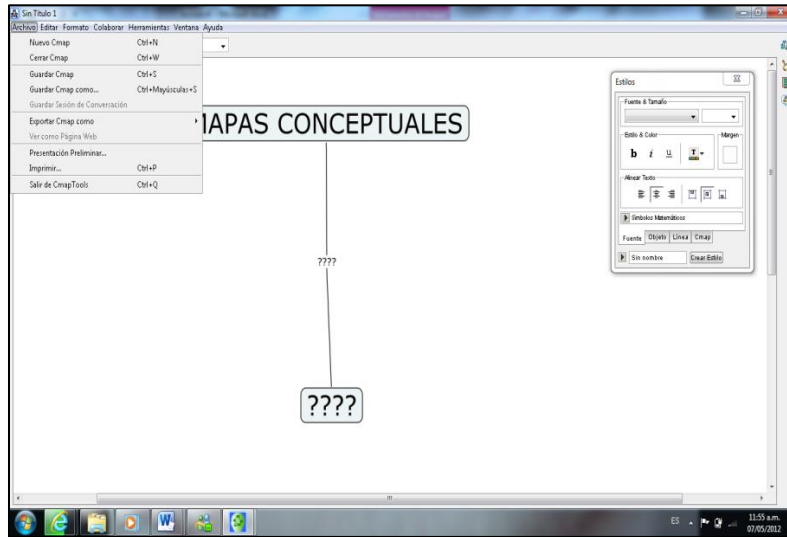 Sin Titulo 1
Archivo Editar Formato Colaborar Herramientas Ventana Ayuda
Nuevo Cmap Ctrl+N
Cerrar Cmap Ctrl+W
Guardar Cmap Ctrl+S
Guardar Cmap como... Ctrl+Mayúsculas+S
Guardar Sesión de Conversación
Exportar Cmap como
Ver como Página Web
Presentación Preliminar...
Imprimir... Ctrl+P
Salir de CmapTools Ctrl+Q
MAPAS CONCEPTUALES
????
????
Estilos
Fuente & Tamaño
Estilo & Color Margen
b i u T
Alinear Texto
Símbolos Matemáticos
Fuente Objeto Línea Cmap
Sin nombre Crear Estilo
ES 11:55 a.m.
07/05/2012